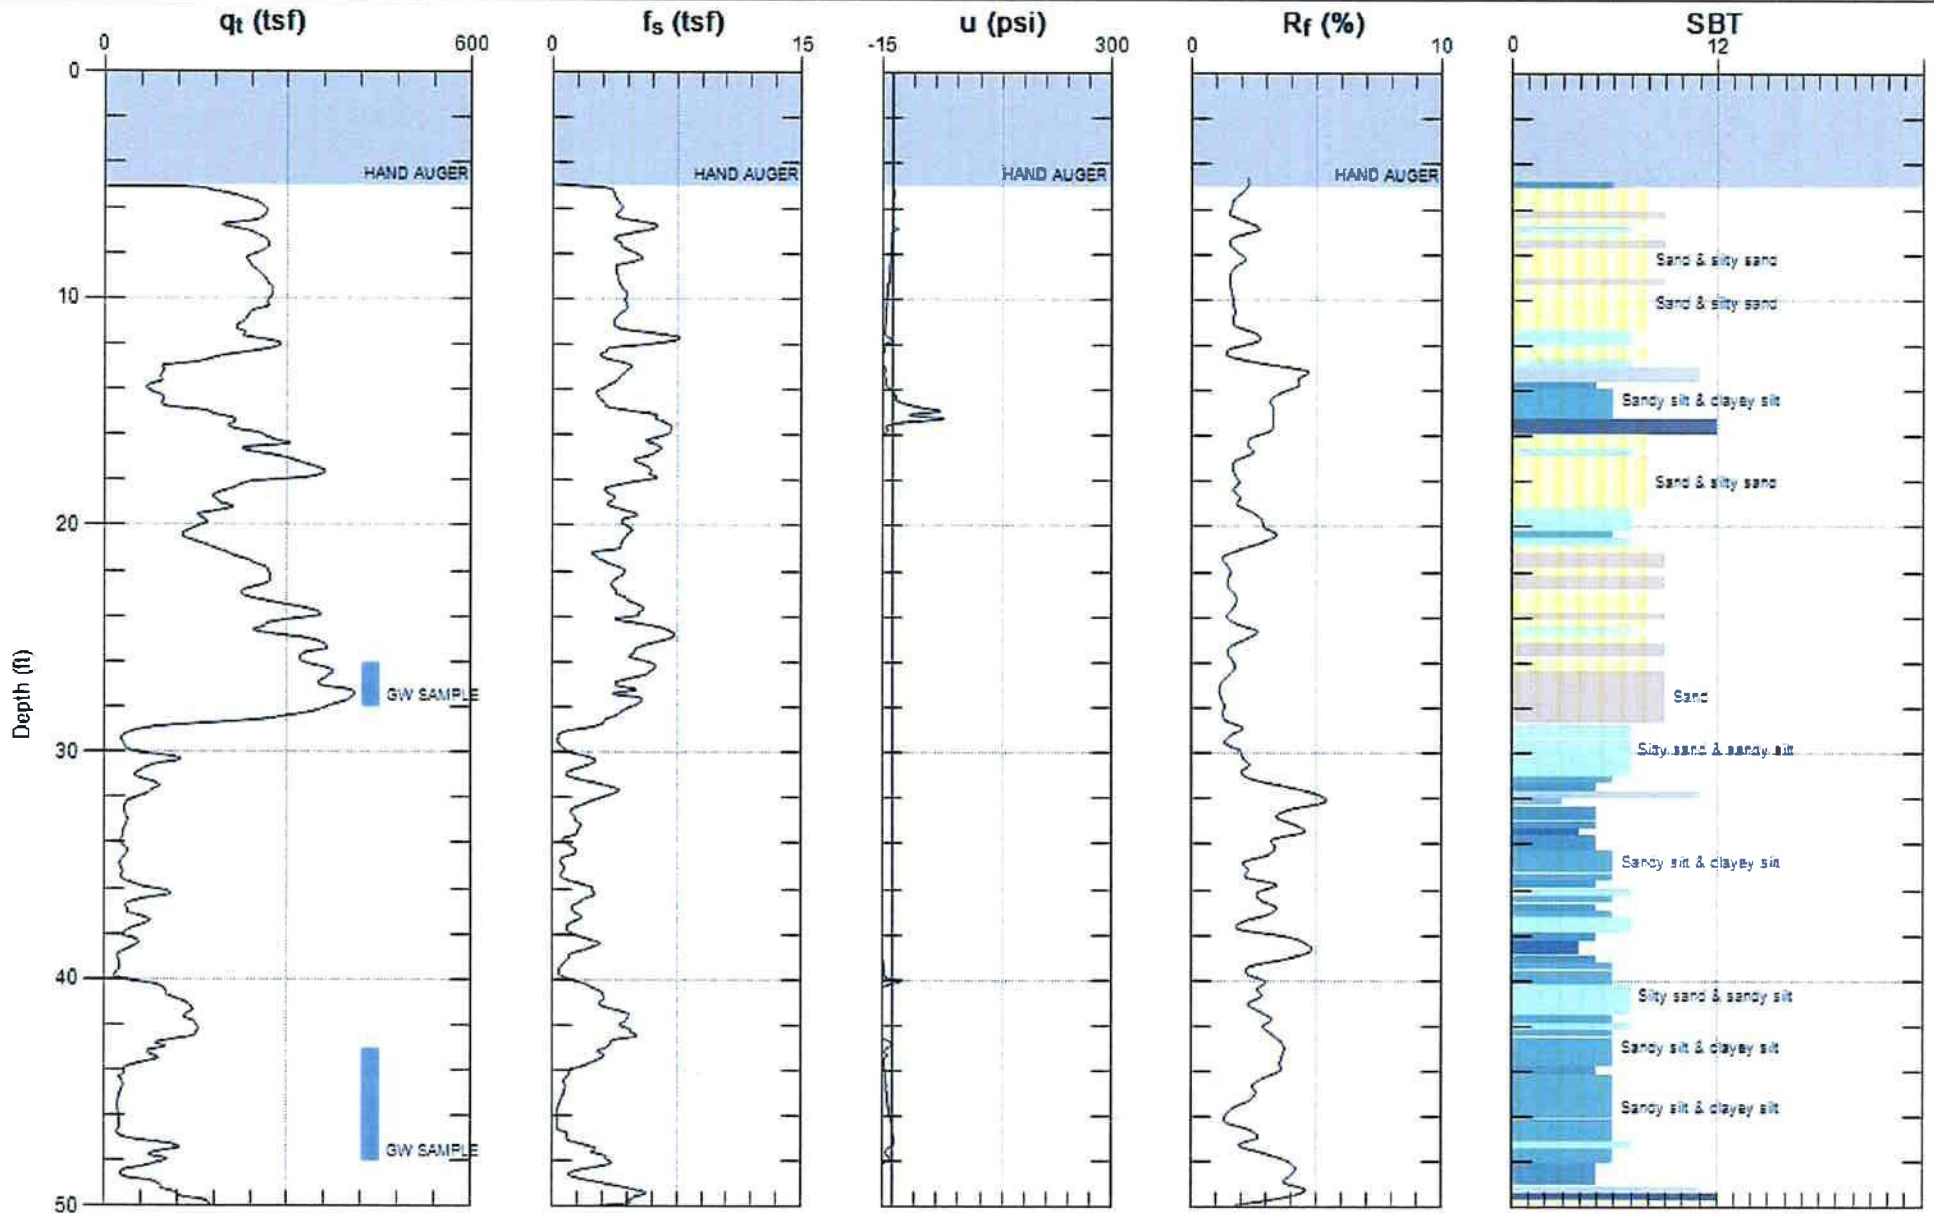 qt (tsf) fs (tsf) u (psi) Rf (%) SBT
0 600 0 15 -15 300 0 10 0 12
0
HAND AUGER HAND AUGER HAND AUGER HAND AUGER
Sand & silty sand
10
Sand & silty sand
Sandy silt & clayey silt
Sand & silty sand
20
Depth (ft)
GW SAMPLE
Sand
30
Silty sand & sandy silt
Sandy silt & clayey silt
40
Silty sand & sandy silt
Sandy silt & clayey silt
Sandy silt & clayey silt
GW SAMPLE
50